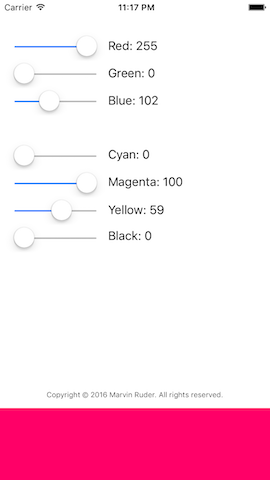 Carrier 11:17 PM
Red: 255
Green: 0
Blue: 102
Cyan: 0
Magenta: 100
Yellow: 59
Black: 0
Copyright © 2016 Marvin Ruder. All rights reserved.